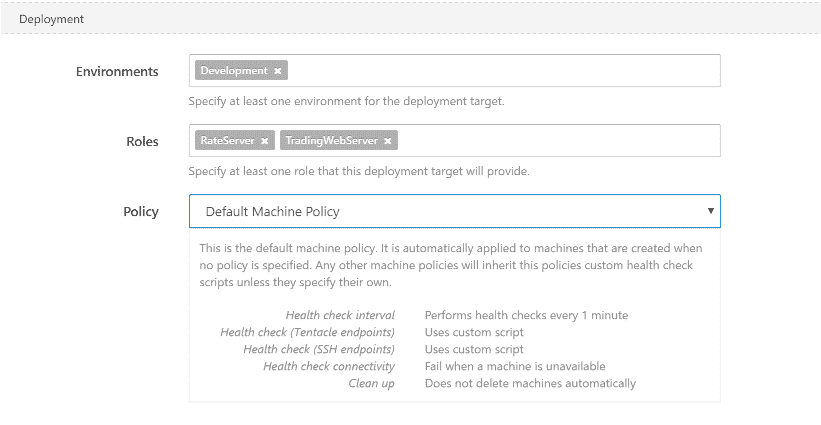 Deployment
Environments
Development ×
Specify at least one environment for the deployment target.
Roles
RateServer × TradingWebServer ×
Specify at least one role that this deployment target will provide.
Policy
Default Machine Policy
This is the default machine policy. It is automatically applied to machines that are created when
no policy is specified. Any other machine policies will inherit this policies custom health check
scripts unless they specify their own.
Health check interval Performs health checks every 1 minute
Health check (Tentacle endpoints) Uses custom script
Health check (SSH endpoints) Uses custom script
Health check connectivity Fail when a machine is unavailable
Clean up Does not delete machines automatically